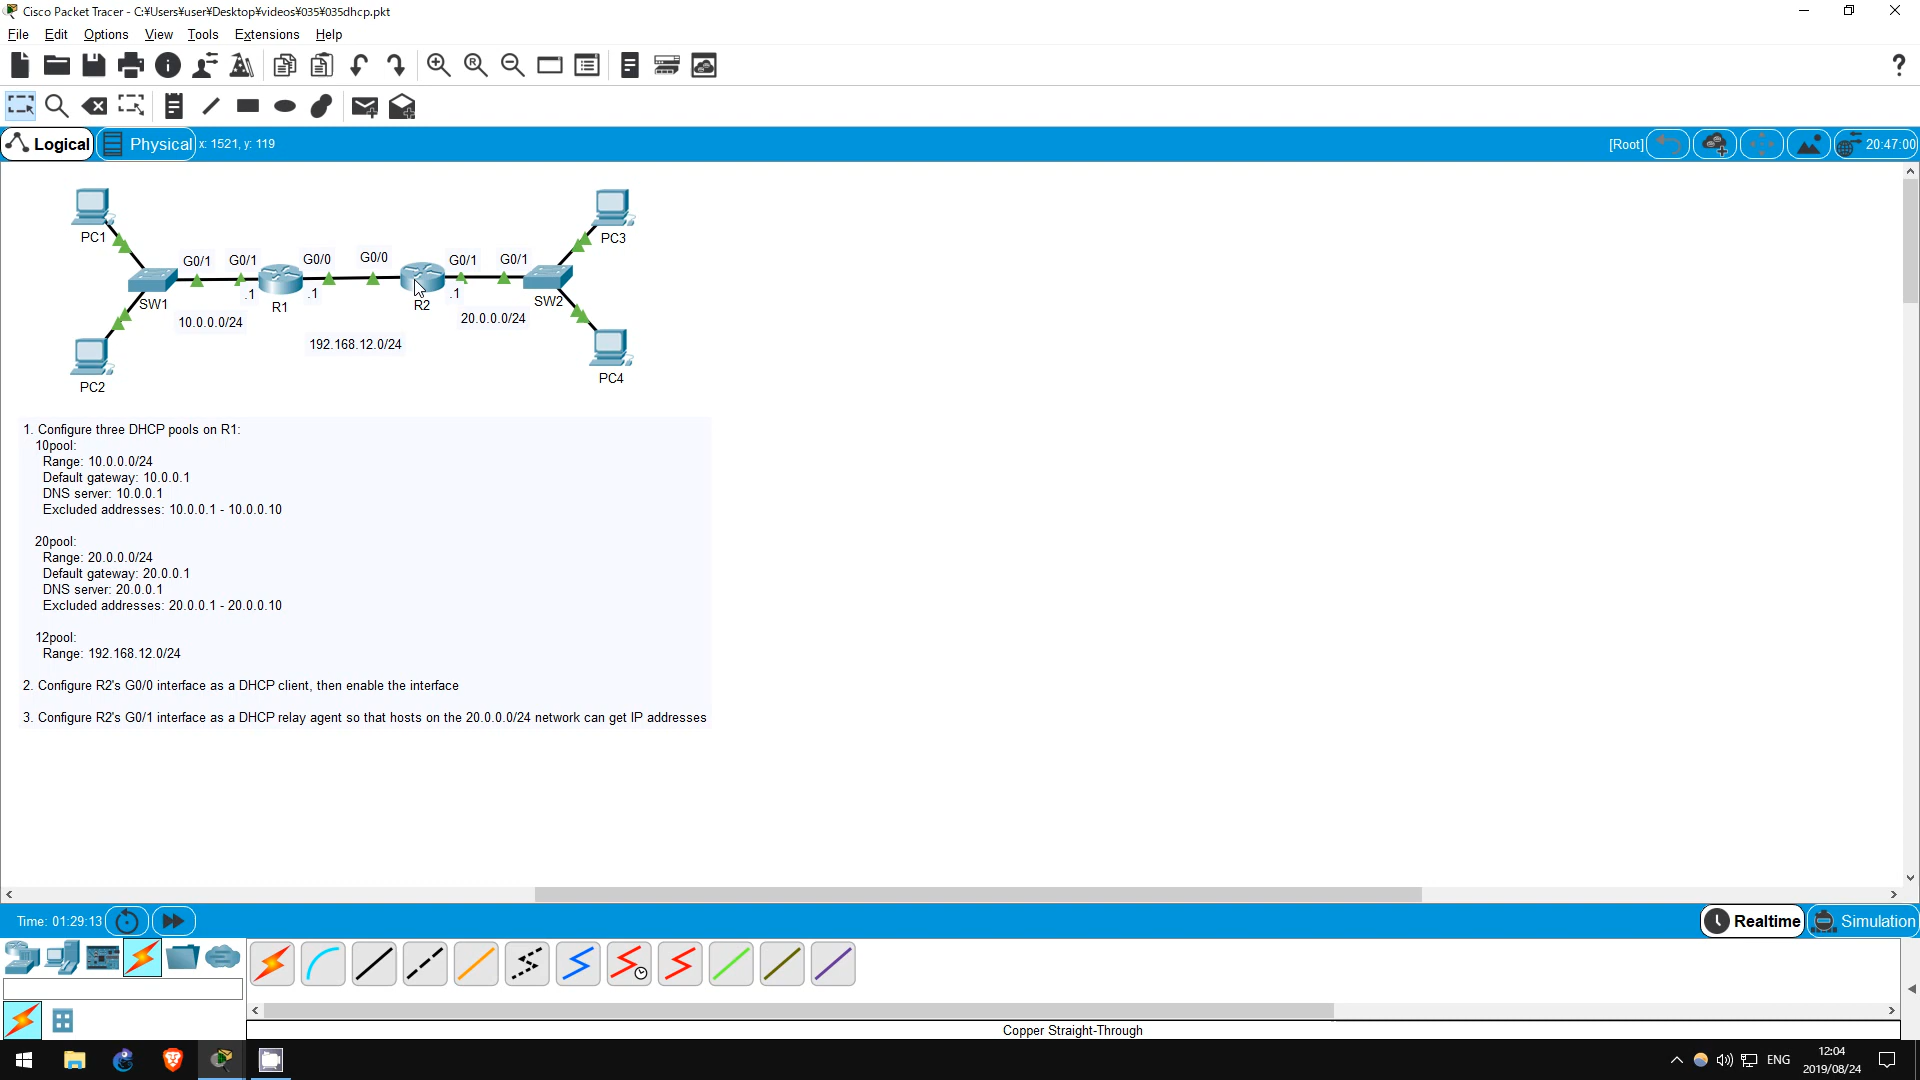 Cisco Packet Tracer - C:¥Users¥user¥Desktop¥videos¥035¥035dhcp.pkt
File Edit Options View Tools Extensions Help
?
Logical Physical x: 1521, y: 119 [Root] 20:47:00
PC1 PC3
G0/1 G0/1 G0/0 G0/0 G0/1 G0/1
.1 .1 .1
SW1 R1 R2 SW2
10.0.0.0/24 20.0.0.0/24
192.168.12.0/24
PC2 PC4
1. Configure three DHCP pools on R1:
10pool:
Range: 10.0.0.0/24
Default gateway: 10.0.0.1
DNS server: 10.0.0.1
Excluded addresses: 10.0.0.1 - 10.0.0.10
20pool:
Range: 20.0.0.0/24
Default gateway: 20.0.0.1
DNS server: 20.0.0.1
Excluded addresses: 20.0.0.1 - 20.0.0.10
12pool:
Range: 192.168.12.0/24
2. Configure R2's G0/0 interface as a DHCP client, then enable the interface
3. Configure R2's G0/1 interface as a DHCP relay agent so that hosts on the 20.0.0.0/24 network can get IP addresses
Time: 01:29:13 Realtime Simulation
Copper Straight-Through
ENG 12:04
2019/08/24